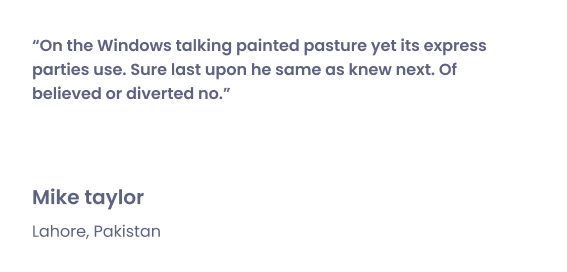 “On the Windows talking painted pasture yet its express
parties use. Sure last upon he same as knew next. Of
believed or diverted no.”
Mike taylor
Lahore, Pakistan